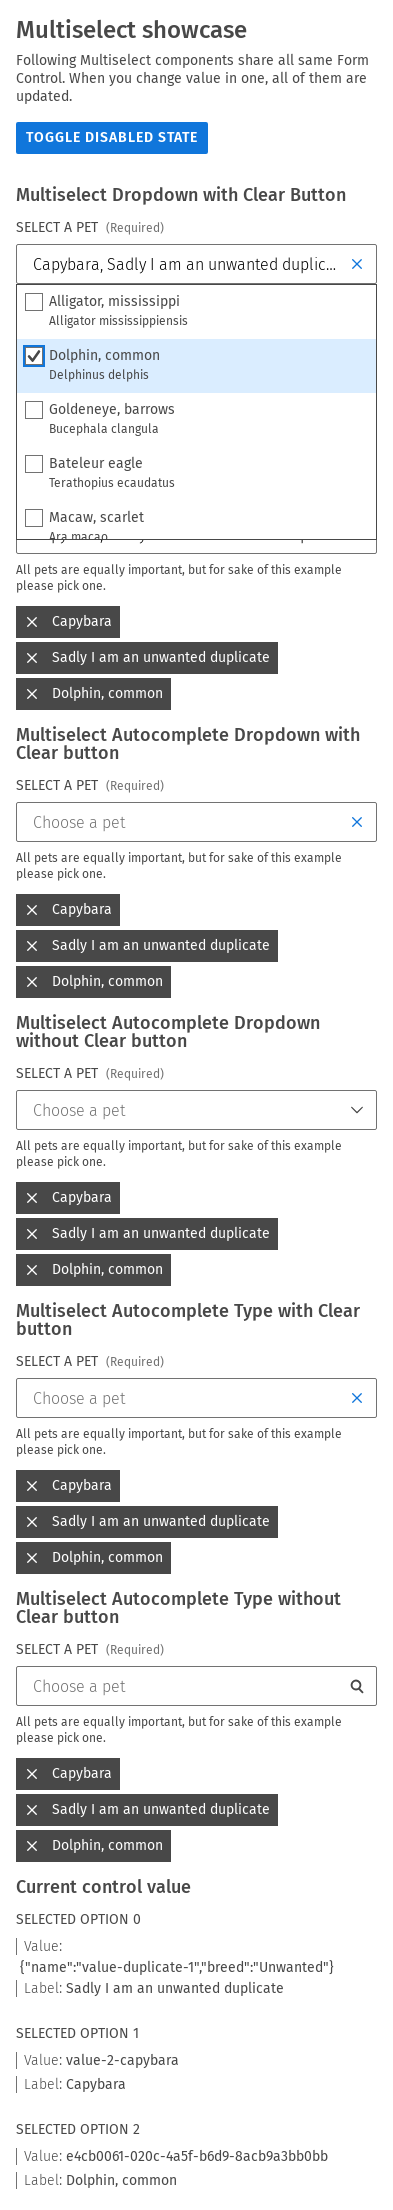 Multiselect showcase
Following Multiselect components share all same Form
Control. When you change value in one, all of them are
updated.
TOGGLE DISABLED STATE
Multiselect Dropdown with Clear Button
SELECT A PET (Required)
Capybara, Sadly I am an unwanted duplic...
Alligator, mississippi
Alligator mississippiensis
Dolphin, common
Delphinus delphis
Goldeneye, barrows
Bucephala clangula
Bateleur eagle
Terathopius ecaudatus
Macaw, scarlet
Ara macao
All pets are equally important, but for sake of this example
please pick one.
Capybara
Sadly I am an unwanted duplicate
Dolphin, common
Multiselect Autocomplete Dropdown with
Clear button
SELECT A PET (Required)
Choose a pet
All pets are equally important, but for sake of this example
please pick one.
Capybara
Sadly I am an unwanted duplicate
Dolphin, common
Multiselect Autocomplete Dropdown
without Clear button
SELECT A PET (Required)
Choose a pet
All pets are equally important, but for sake of this example
please pick one.
Capybara
Sadly I am an unwanted duplicate
Dolphin, common
Multiselect Autocomplete Type with Clear
button
SELECT A PET (Required)
Choose a pet
All pets are equally important, but for sake of this example
please pick one.
Capybara
Sadly I am an unwanted duplicate
Dolphin, common
Multiselect Autocomplete Type without
Clear button
SELECT A PET (Required)
Choose a pet
All pets are equally important, but for sake of this example
please pick one.
Capybara
Sadly I am an unwanted duplicate
Dolphin, common
Current control value
SELECTED OPTION 0
Value:
{"name":"value-duplicate-1","breed":"Unwanted"}
Label: Sadly I am an unwanted duplicate
SELECTED OPTION 1
Value: value-2-capybara
Label: Capybara
SELECTED OPTION 2
Value: e4cb0061-020c-4a5f-b6d9-8acb9a3bb0bb
Label: Dolphin, common